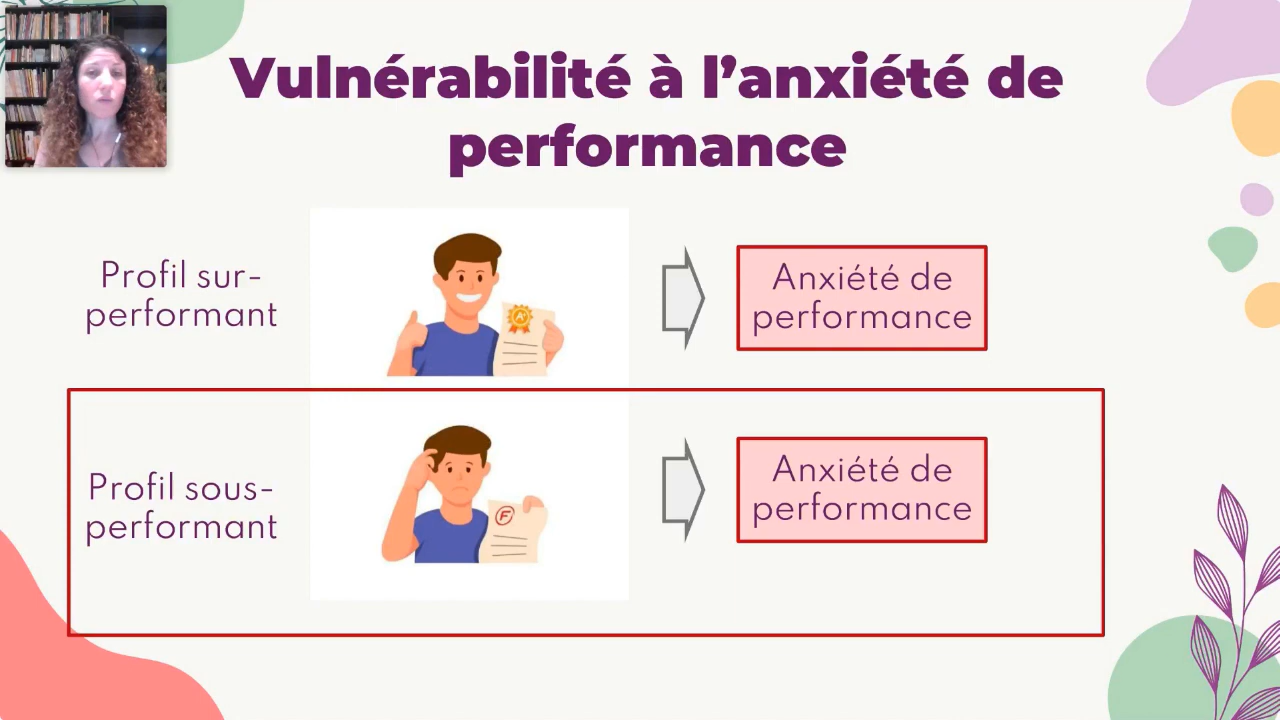 Vulnérabilité à l’anxiété de
performance
Profil sur-
performant
A+
Anxiété de
performance
Profil sous-
performant
F
Anxiété de
performance